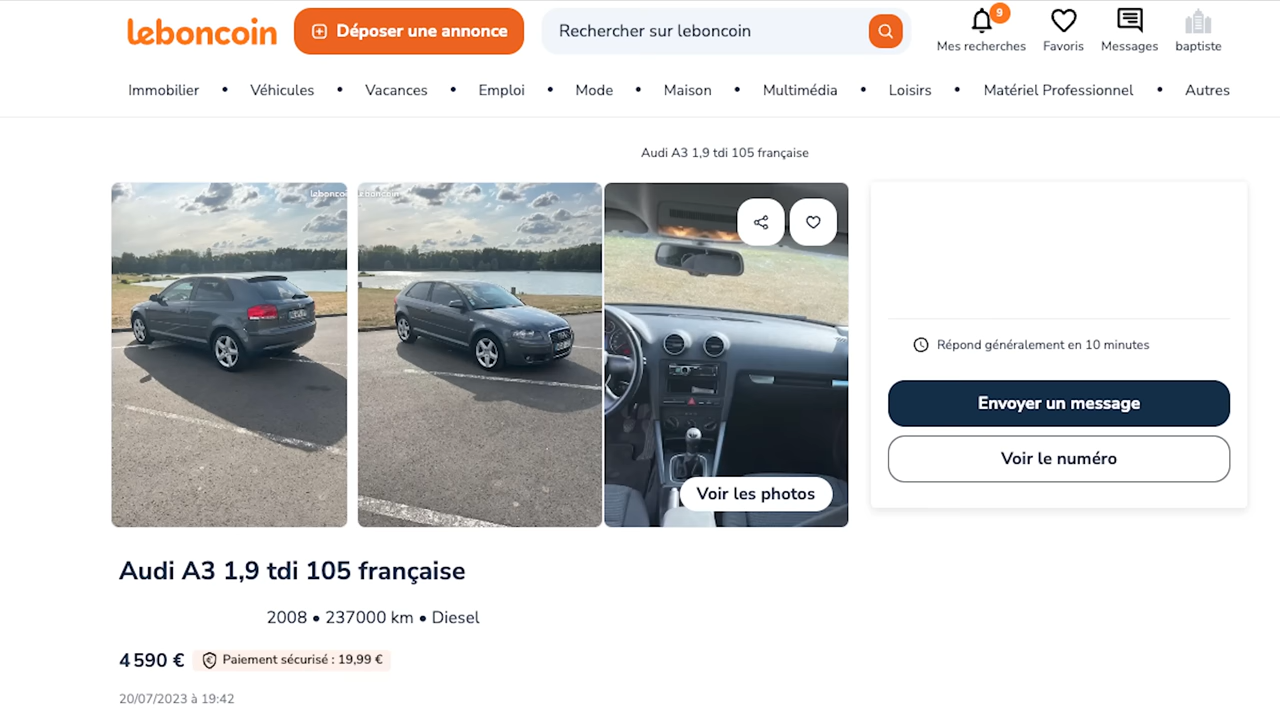 leboncoin
Déposer une annonce
Rechercher sur leboncoin
9
Mes recherches
Favoris
Messages
baptiste
Immobilier • Véhicules • Vacances • Emploi • Mode • Maison • Multimédia • Loisirs • Matériel Professionnel • Autres
Audi A3 1,9 tdi 105 française
leboncoin
Voir les photos
Répond généralement en 10 minutes
Envoyer un message
Voir le numéro
Audi A3 1,9 tdi 105 française
2008 • 237000 km • Diesel
4 590 €
Paiement sécurisé : 19,99 €
20/07/2023 à 19:42